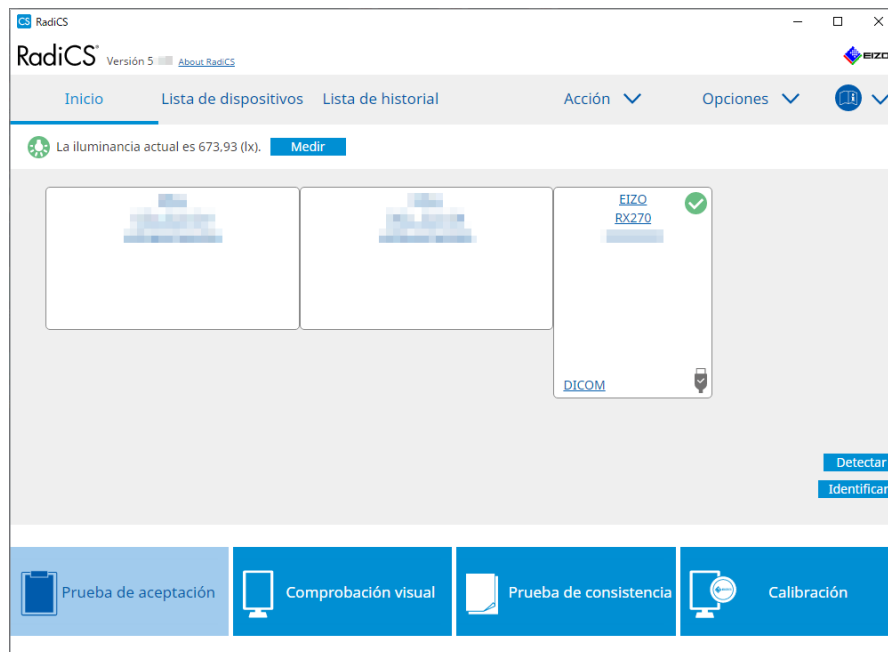 CS RadiCS
RadiCS Versión 5 About RadiCS EIZO
Inicio Lista de dispositivos Lista de historial Acción Opciones
La iluminancia actual es 673,93 (lx). Medir
EIZO
RX270
DICOM
Detectar
Identificar
Prueba de aceptación Comprobación visual Prueba de consistencia Calibración